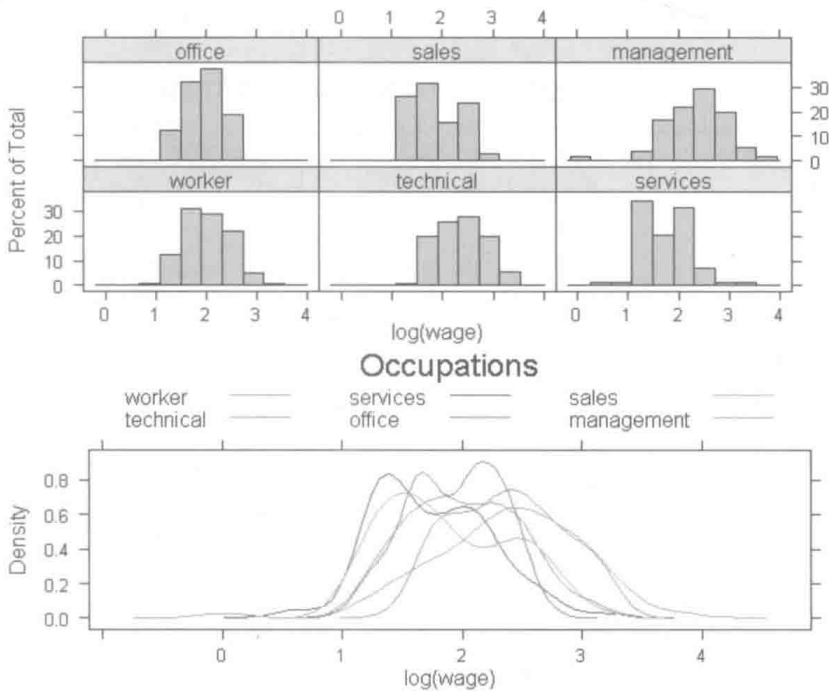 0 1 2 3 4
office sales management
30
20
10
0
worker technical services
30
20
10
0
Percent of Total
0 1 2 3 4 0 1 2 3 4
log(wage)
Occupations
worker services sales
technical office management
0.8
0.6
0.4
0.2
0.0
Density
0 1 2 3 4
log(wage)